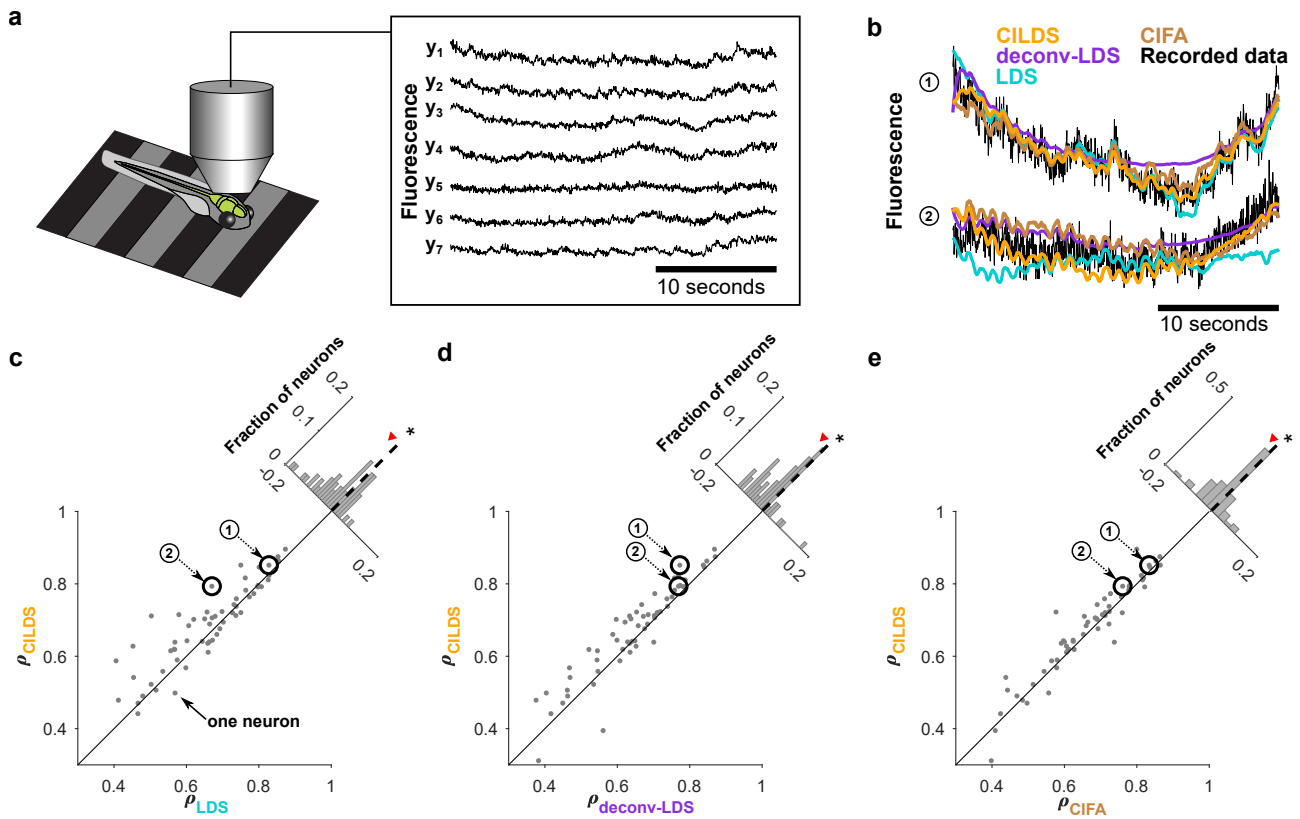 a
Fluorescence
y1
y2
y3
y4
y5
y6
y7
10 seconds
b
CILDS
CIFA
deconv-LDS
Recorded data
LDS
1
2
Fluorescence
10 seconds
c
Fraction of neurons
0
0.1
0.2
-0.2
0.2
*
1
2
one neuron
1
0.8
0.6
0.4
ρCILDS
0.4
0.6
0.8
1
ρLDS
d
Fraction of neurons
0
0.1
0.2
-0.2
0.2
*
1
2
1
0.8
0.6
0.4
ρCILDS
0.4
0.6
0.8
1
ρdeconv-LDS
e
Fraction of neurons
0
0.5
-0.2
0.2
*
1
2
1
0.8
0.6
0.4
ρCILDS
0.4
0.6
0.8
1
ρCIFA